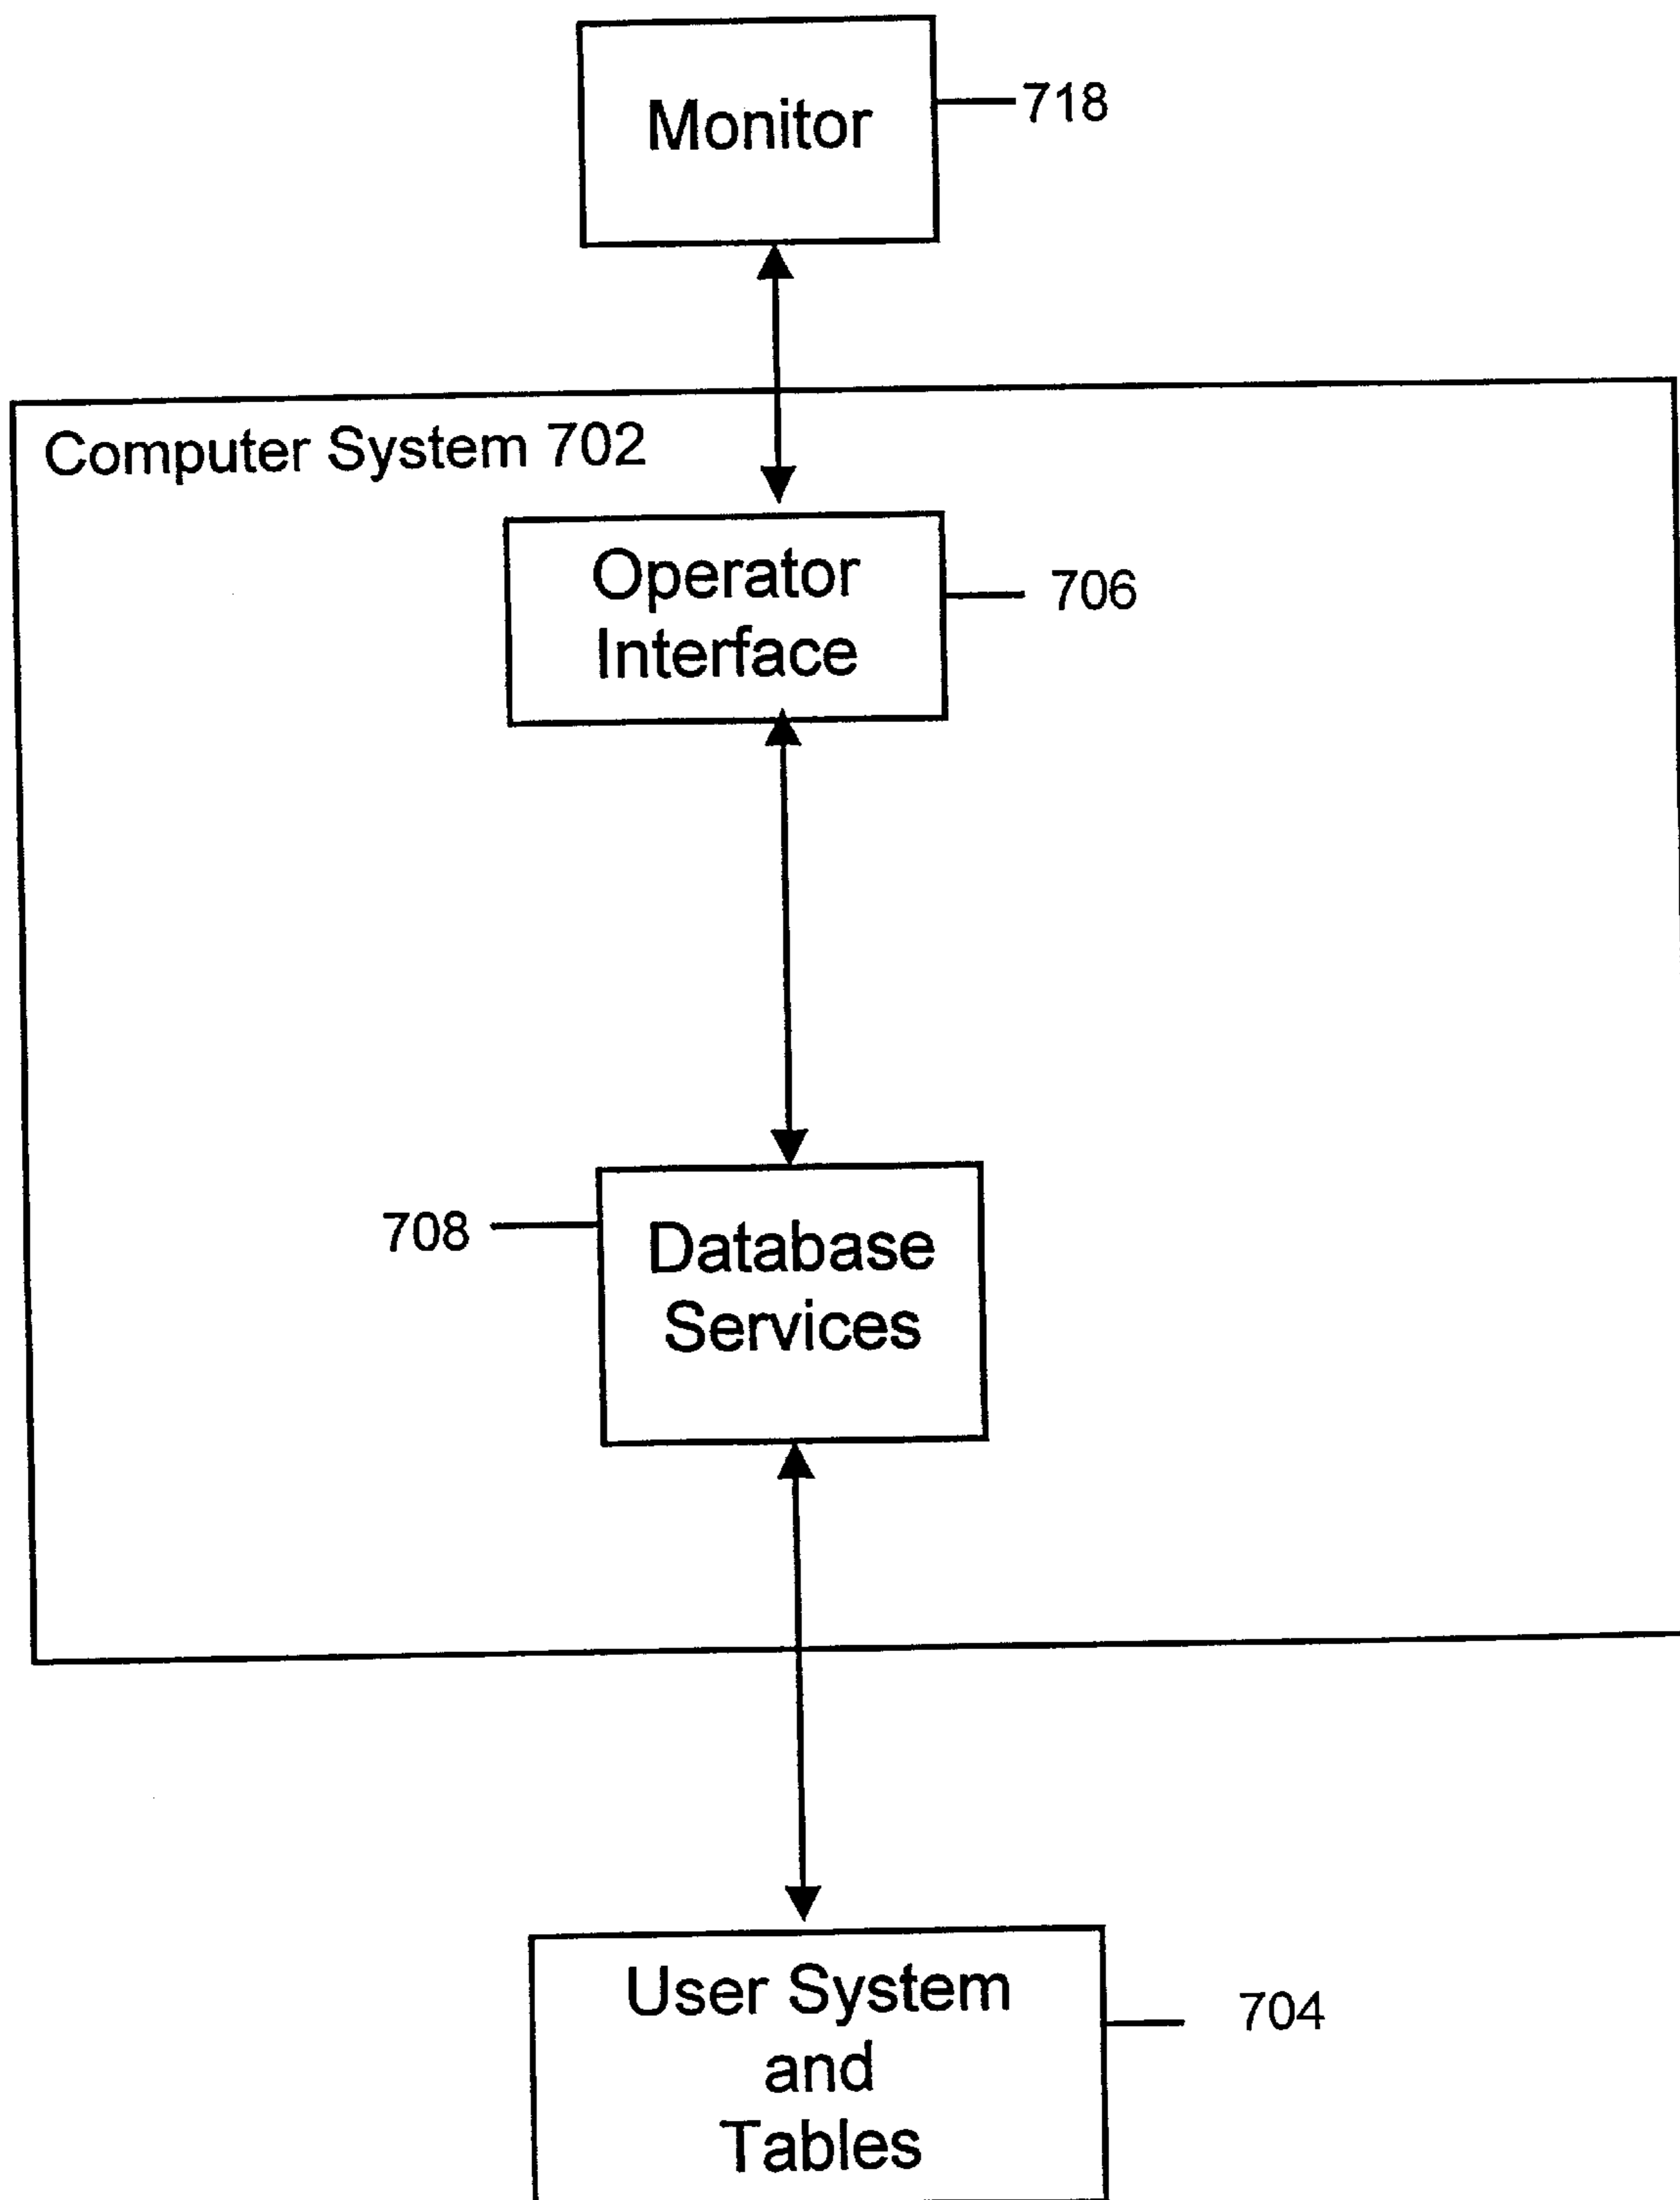 Monitor
718
Computer System 702
Operator
Interface
706
708
Database
Services
User System
and
Tables
704